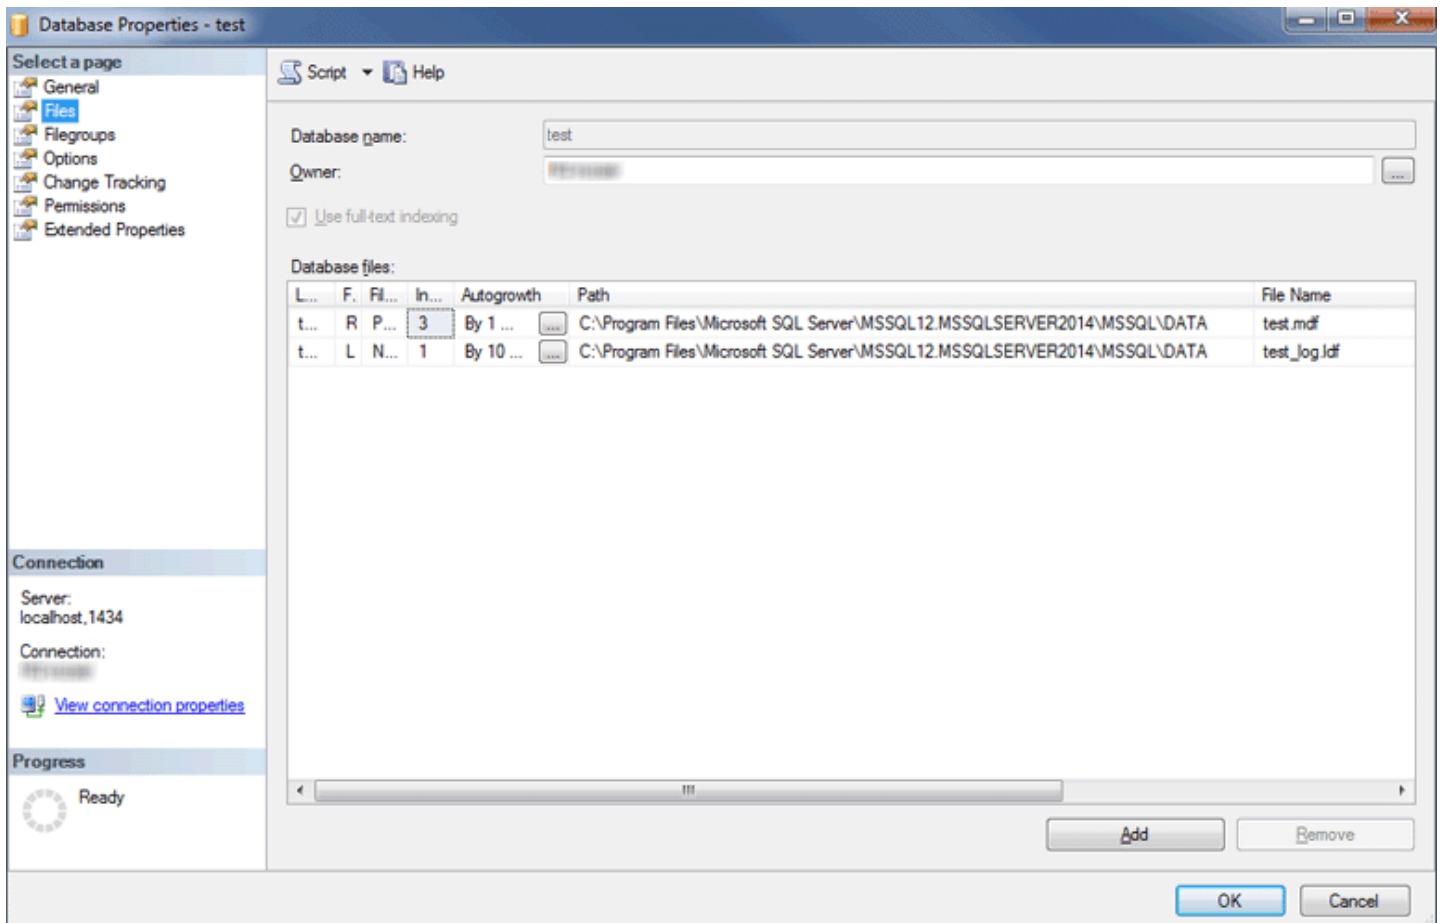 Database Properties - test
Select a page
General
Files
Filegroups
Options
Change Tracking
Permissions
Extended Properties
Script Help
Database name: test
Owner: ...
Use full-text indexing
Database files:
L... F. Fil... In... Autogrowth Path File Name
t... R P... 3 By 1 ... ... C:\Program Files\Microsoft SQL Server\MSSQL12.MSSQLSERVER2014\MSSQL\DATA test.mdf
t... L N... 1 By 10 ... ... C:\Program Files\Microsoft SQL Server\MSSQL12.MSSQLSERVER2014\MSSQL\DATA test_log.ldf
Connection
Server:
localhost,1434
Connection:
View connection properties
Progress
Ready
Add Remove
OK Cancel